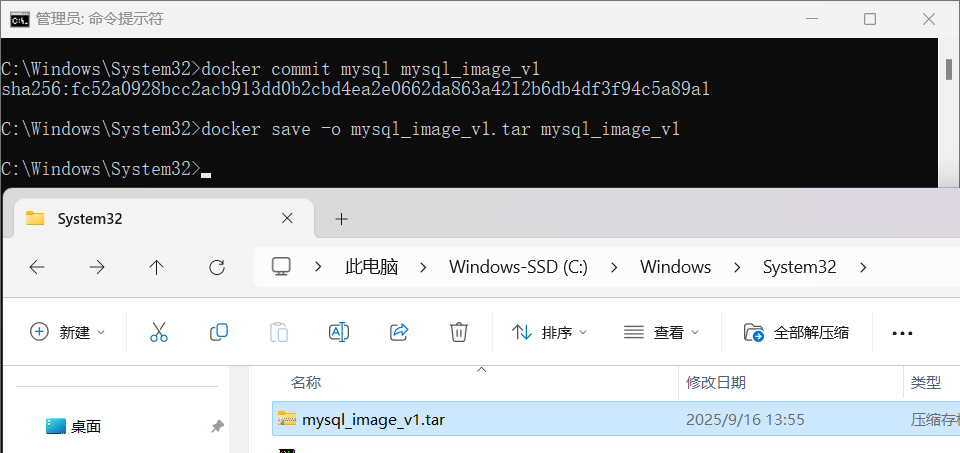 管理员: 命令提示符
C:\Windows\System32>docker commit mysql mysql_image_v1
sha256:fc52a0928bcc2acb913dd0b2cbd4ea2e0662da863a4212b6db4df3f94c5a89a1
C:\Windows\System32>docker save -o mysql_image_v1.tar mysql_image_v1
C:\Windows\System32>
System32
此电脑 > Windows-SSD (C:) > Windows > System32 >
新建 排序 查看 全部解压缩 •••
名称 修改日期 类型
桌面
mysql_image_v1.tar 2025/9/16 13:55 压缩存